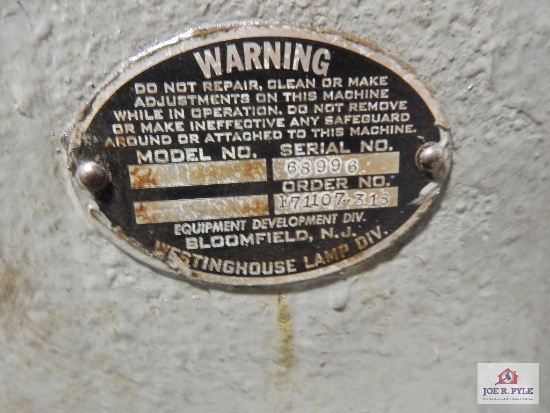 WARNING
DO NOT REPAIR, CLEAN OR MAKE
ADJUSTMENTS ON THIS MACHINE
WHILE IN OPERATION. DO NOT REMOVE
OR MAKE INEFFECTIVE ANY SAFEGUARD
AROUND OR ATTACHED TO THIS MACHINE.
MODEL NO. SERIAL NO.
68996
ORDER NO.
EQUIPMENT DEVELOPMENT DIV.
BLOOMFIELD, N.J.
WESTINGHOUSE LAMP DIV.
JOE R. PYLE